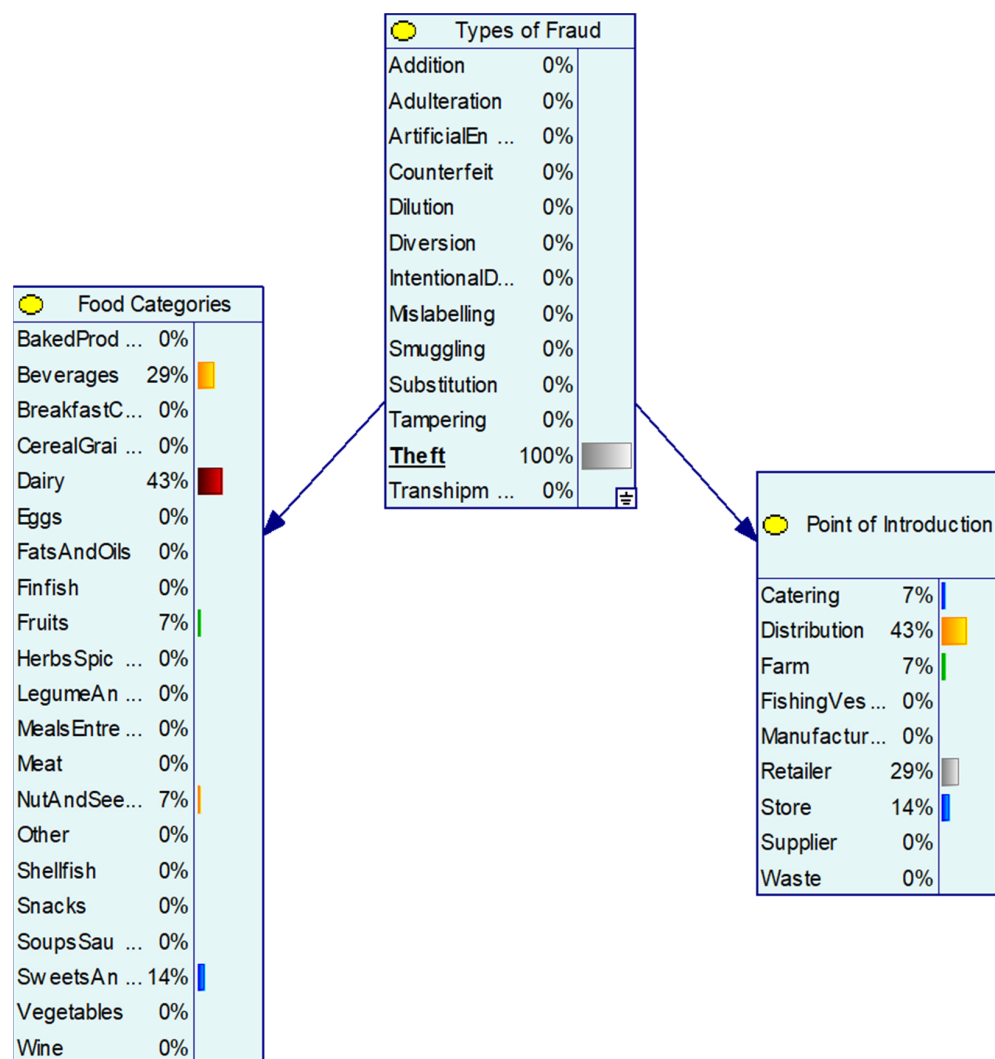 Types of Fraud
Addition 0%
Adulteration 0%
ArtificialEn ... 0%
Counterfeit 0%
Dilution 0%
Diversion 0%
IntentionalD... 0%
Mislabelling 0%
Smuggling 0%
Substitution 0%
Tampering 0%
Theft 100%
Transhipm ... 0%
Food Categories
BakedProd ... 0%
Beverages 29%
BreakfastC... 0%
CerealGrai ... 0%
Dairy 43%
Eggs 0%
FatsAndOils 0%
Finfish 0%
Fruits 7%
HerbsSpic ... 0%
LegumeAn ... 0%
MealsEntre ... 0%
Meat 0%
NutAndSee... 7%
Other 0%
Shellfish 0%
Snacks 0%
SoupsSau ... 0%
SweetsAn ... 14%
Vegetables 0%
Wine 0%
Point of Introduction
Catering 7%
Distribution 43%
Farm 7%
FishingVes ... 0%
Manufactur... 0%
Retailer 29%
Store 14%
Supplier 0%
Waste 0%